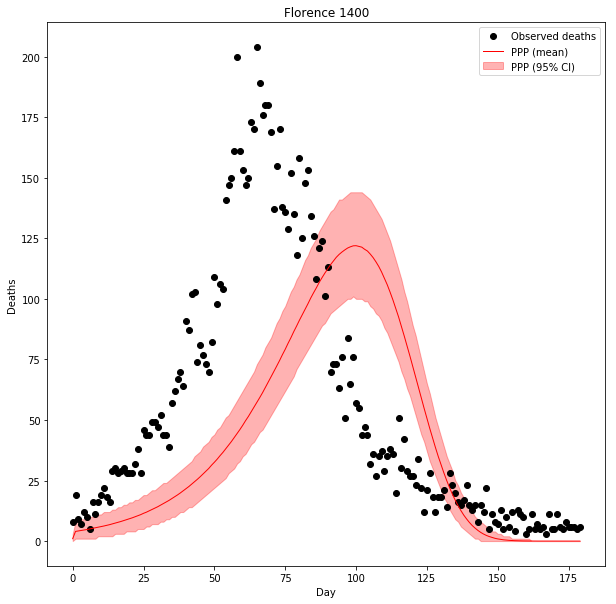 Florence 1400
Observed deaths
PPP (mean)
PPP (95% CI)
200
175
150
125
100
75
50
25
0
Deaths
0 25 50 75 100 125 150 175
Day